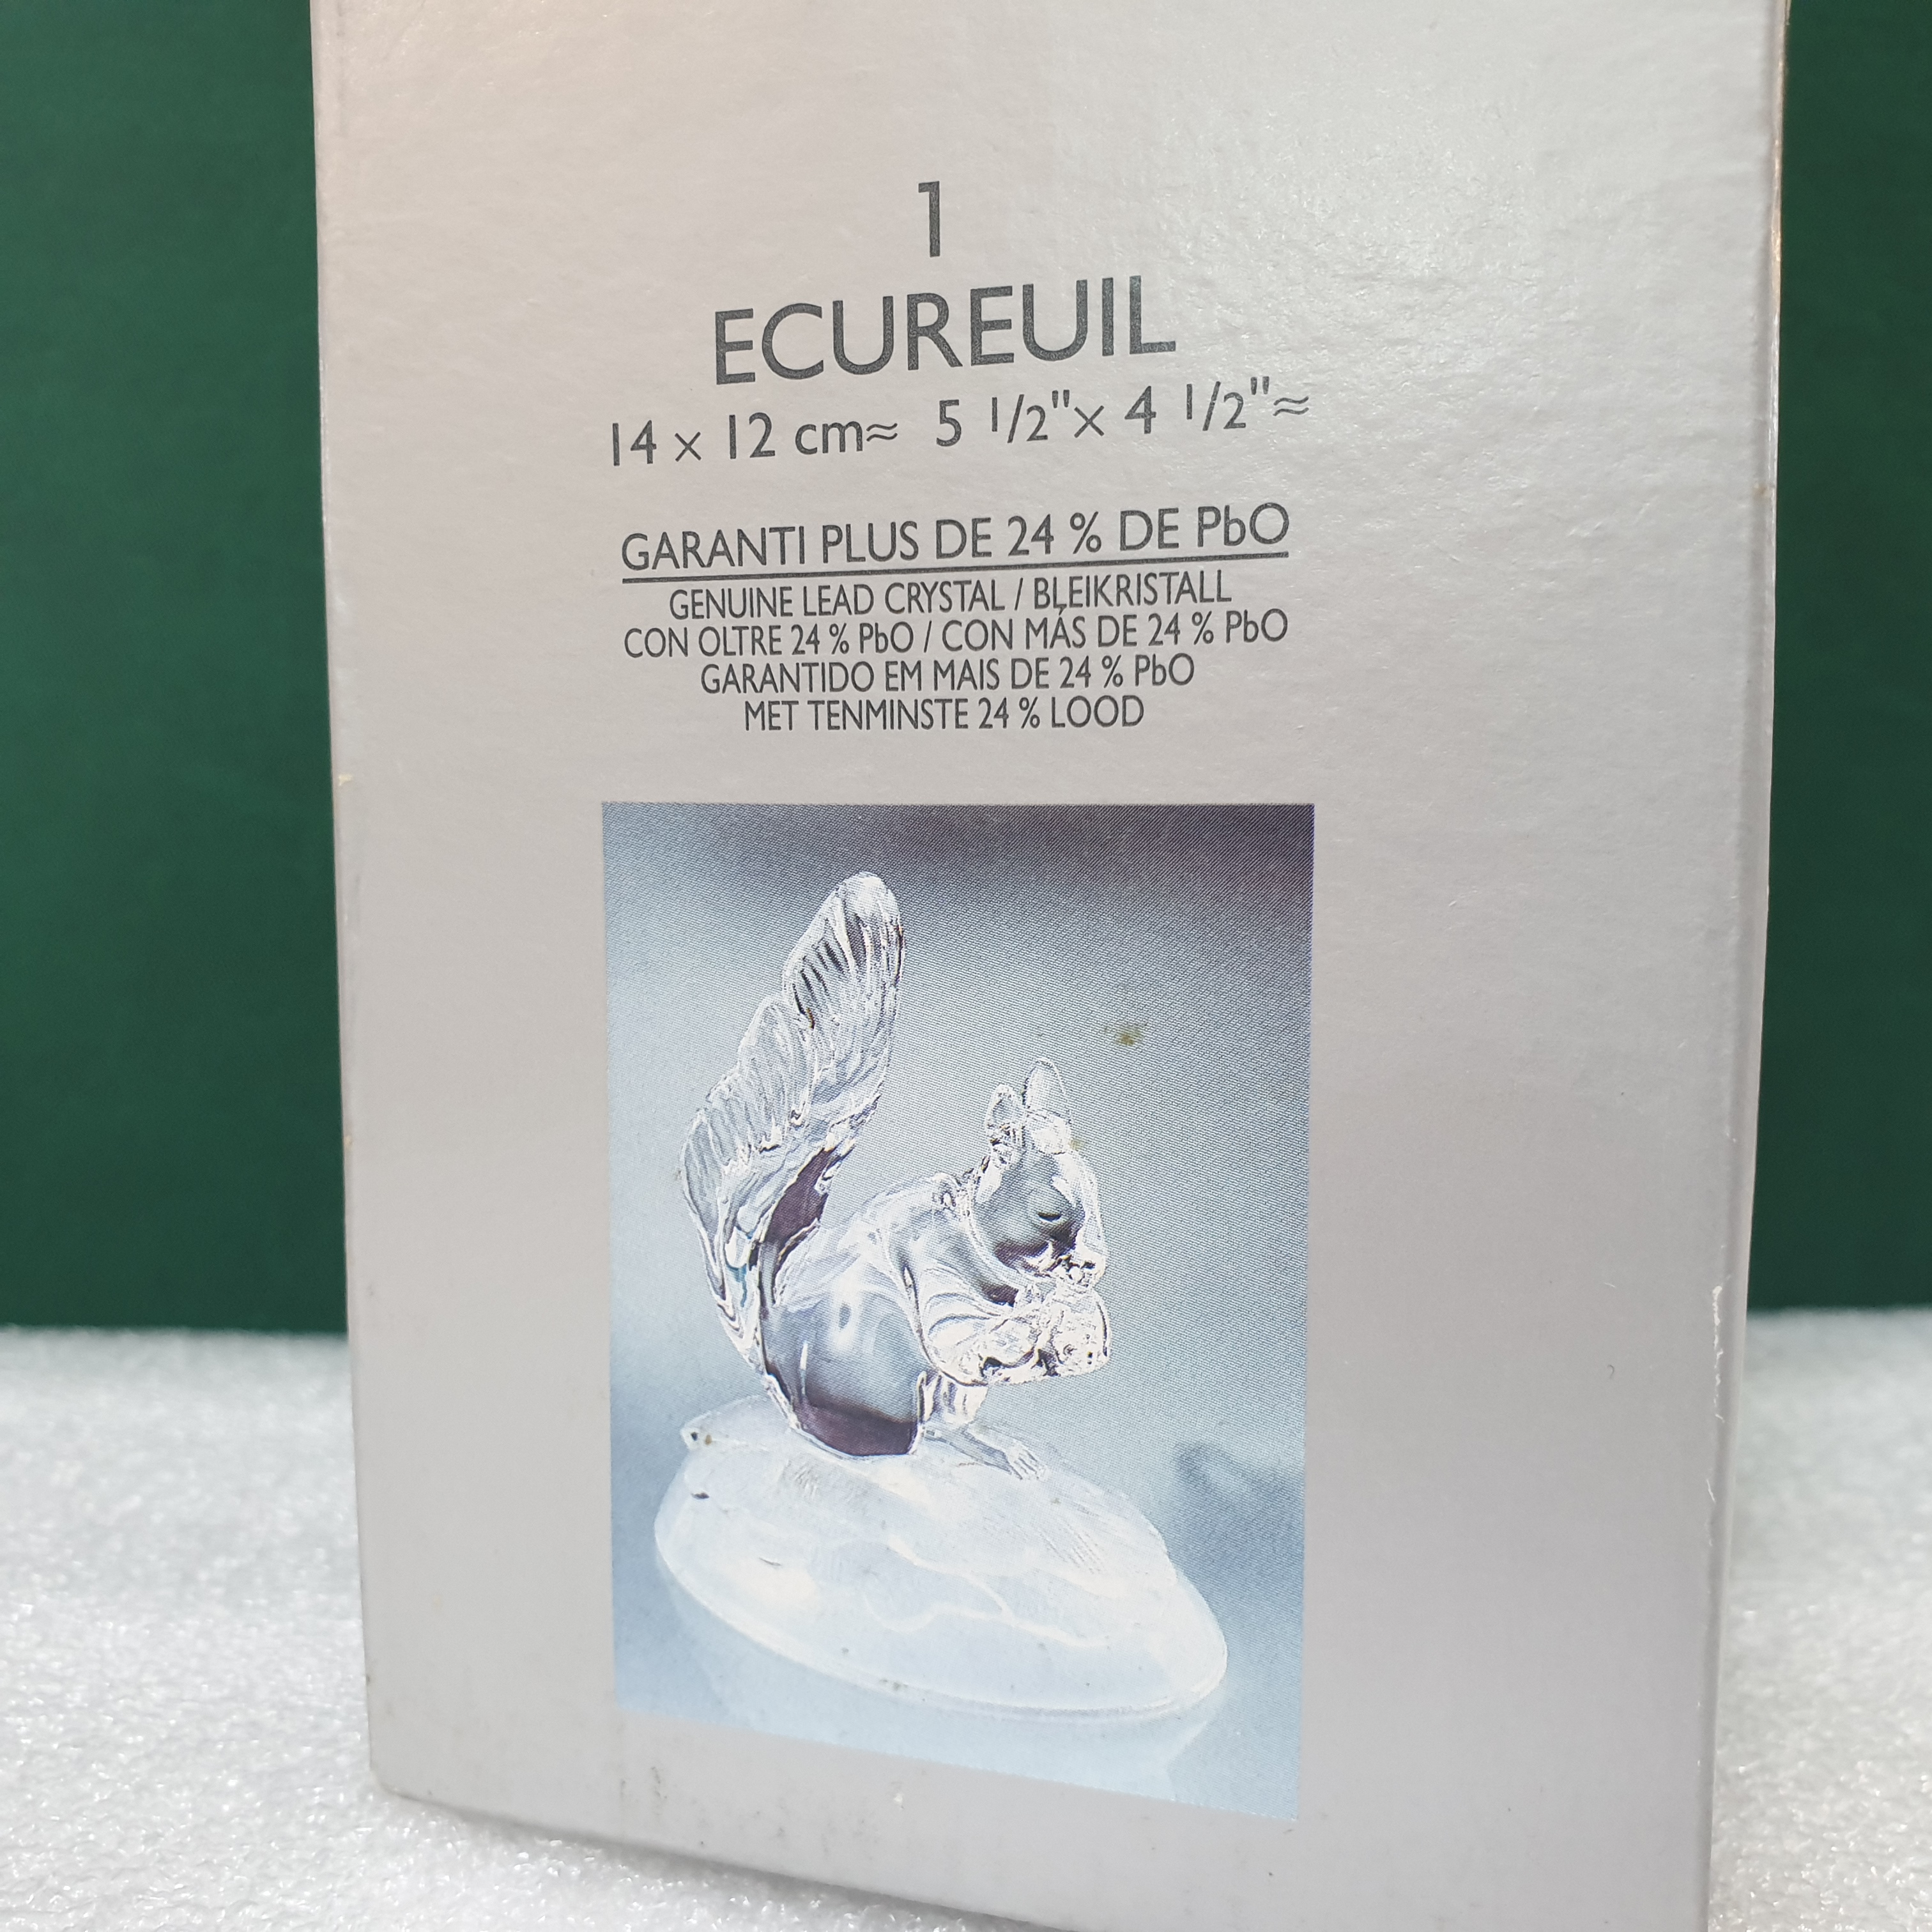 1
ECUREUIL
14 x 12 cm≈ 5 1/2"x 4 1/2"≈
GARANTI PLUS DE 24 % DE PbO
GENUINE LEAD CRYSTAL / BLEIKRISTALL
CON OLTRE 24 % PbO / CON MÁS DE 24 % PbO
GARANTIDO EM MAIS DE 24 % PbO
MET TENMINSTE 24 % LOOD